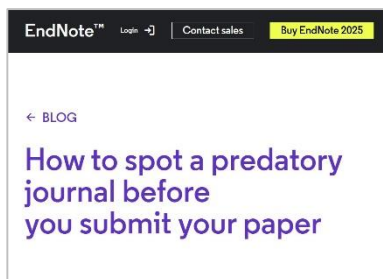 EndNote™ Login Contact sales Buy EndNote 2025
← BLOG
How to spot a predatory
journal before
you submit your paper